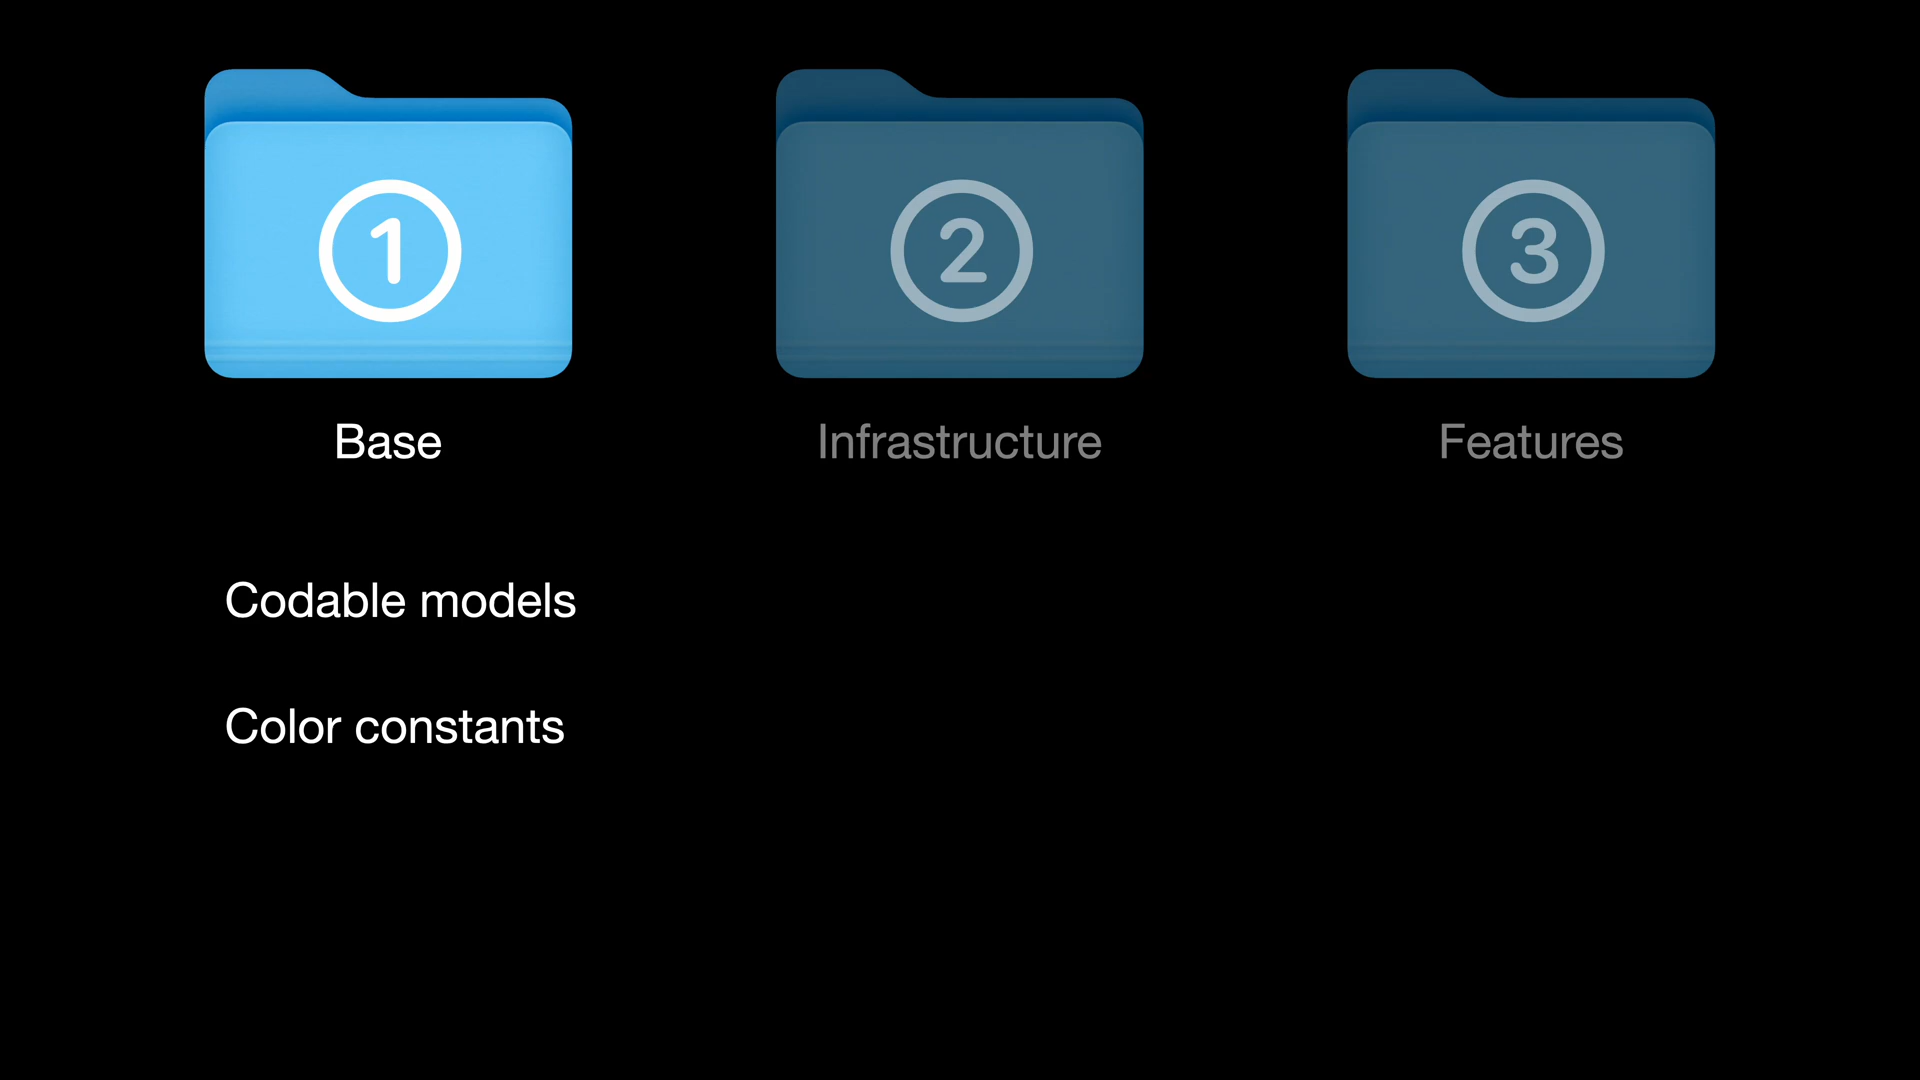 1
2
3
Base
Infrastructure
Features
Codable models
Color constants